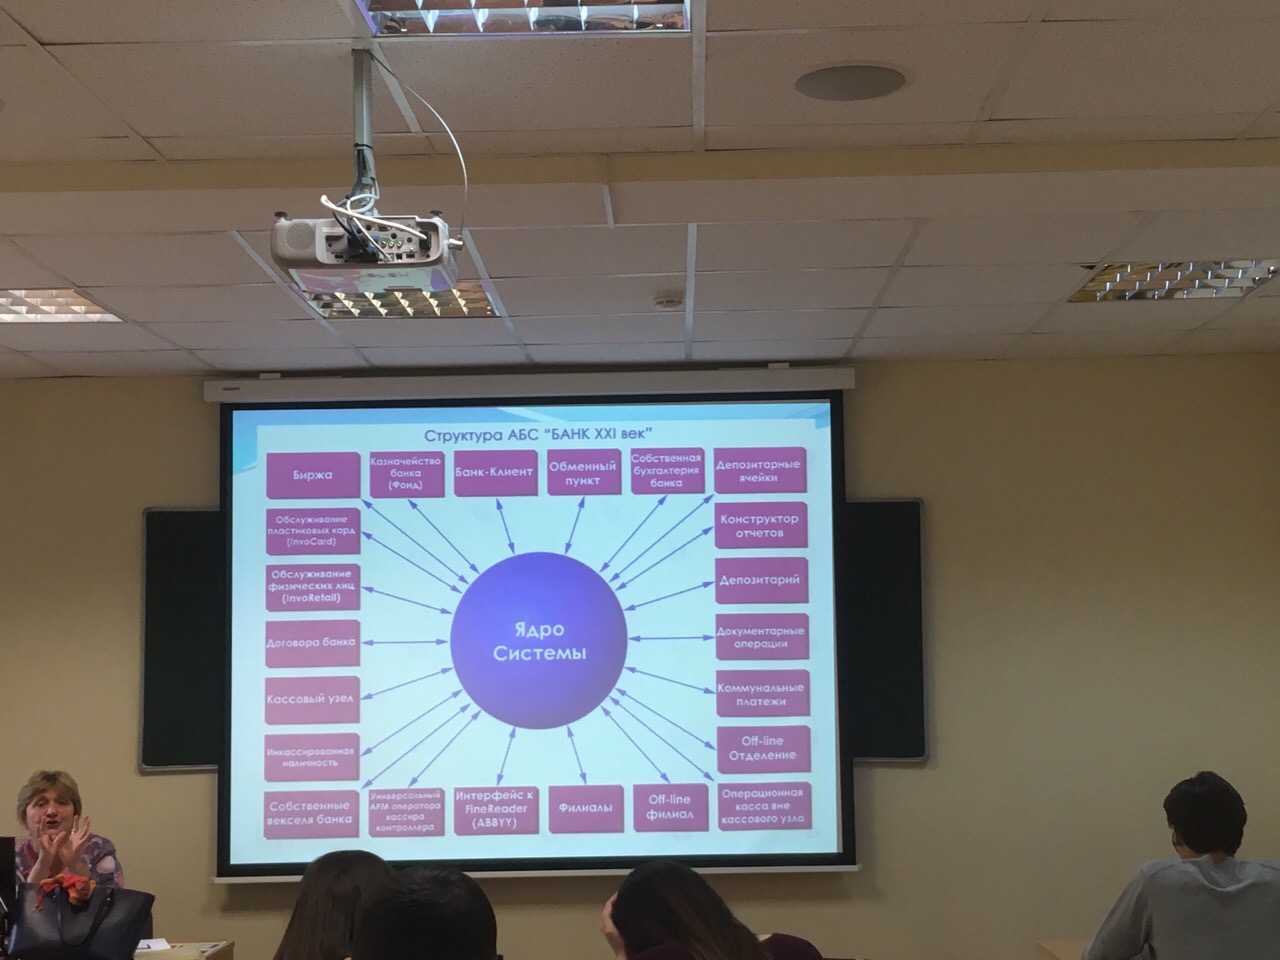 Структура АБС “БАНК XXI век”
Биржа
Казначейство
банка
(Фонд)
Банк-Клиент
Обменный
пункт
Собственная
бухгалтерия
банка
Депозитарные
ячейки
Обслуживание
пластиковых кард
(InvoCard)
Конструктор
отчетов
Обслуживание
физических лиц
(InvoRetail)
Депозитарий
Ядро
Системы
Договора банка
Документарные
операции
Кассовый узел
Коммунальные
платежи
Инкассированная
наличность
Off-line
Отделение
Собственные
векселя банка
Универсальный
АРМ оператора
кассира
контроллера
Интерфейс к
FineReader
(ABBYY)
Филиалы
Off-line
филиал
Операционная
касса вне
кассового узла